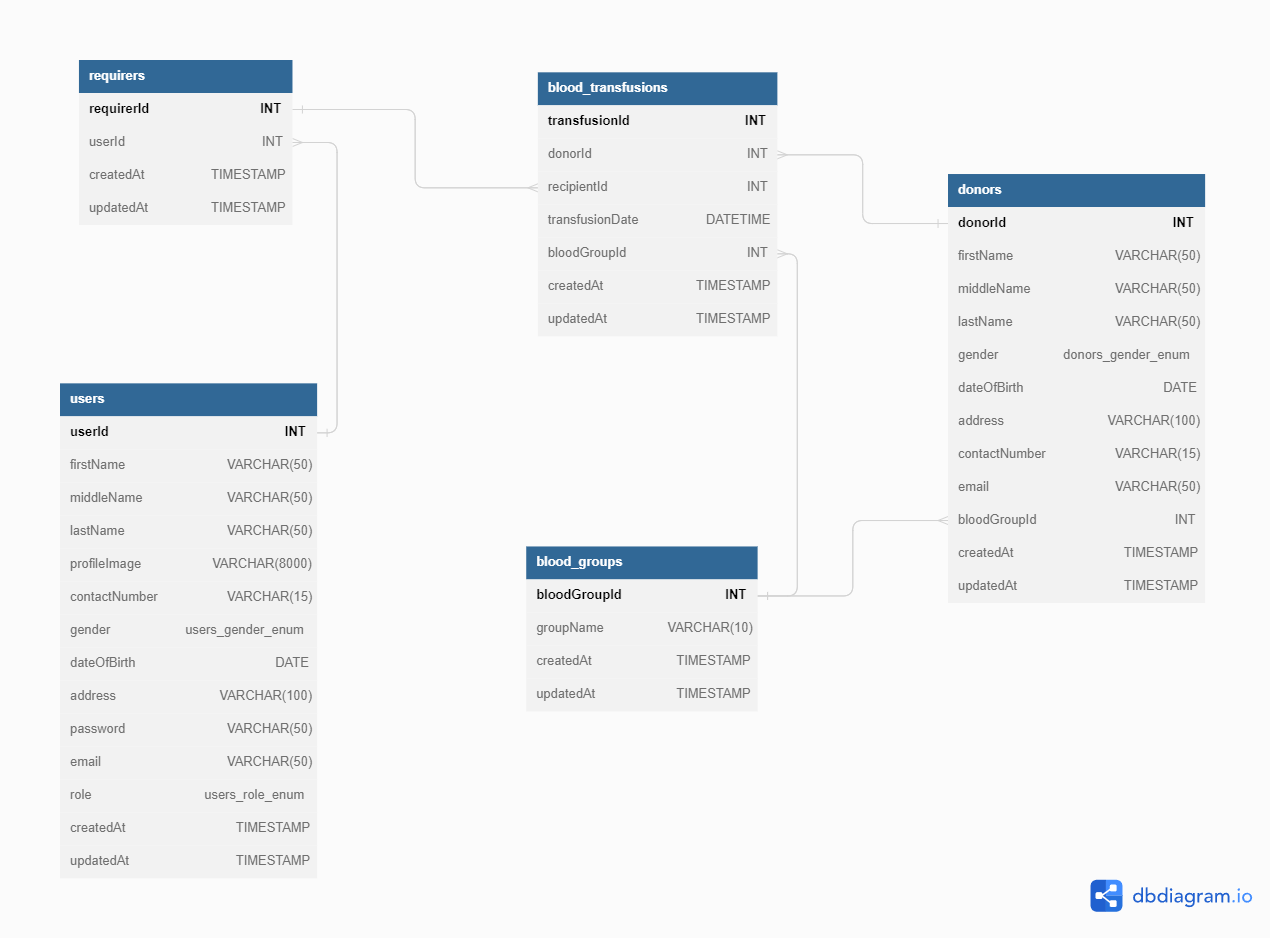 requirers
requirerId INT
userId INT
createdAt TIMESTAMP
updatedAt TIMESTAMP
blood_transfusions
transfusionId INT
donorId INT
recipientId INT
transfusionDate DATETIME
bloodGroupId INT
createdAt TIMESTAMP
updatedAt TIMESTAMP
donors
donorId INT
firstName VARCHAR(50)
middleName VARCHAR(50)
lastName VARCHAR(50)
gender donors_gender_enum
dateOfBirth DATE
address VARCHAR(100)
contactNumber VARCHAR(15)
email VARCHAR(50)
bloodGroupId INT
createdAt TIMESTAMP
updatedAt TIMESTAMP
users
userId INT
firstName VARCHAR(50)
middleName VARCHAR(50)
lastName VARCHAR(50)
profileImage VARCHAR(8000)
contactNumber VARCHAR(15)
gender users_gender_enum
dateOfBirth DATE
address VARCHAR(100)
password VARCHAR(50)
email VARCHAR(50)
role users_role_enum
createdAt TIMESTAMP
updatedAt TIMESTAMP
blood_groups
bloodGroupId INT
groupName VARCHAR(10)
createdAt TIMESTAMP
updatedAt TIMESTAMP
dbdiagram.io